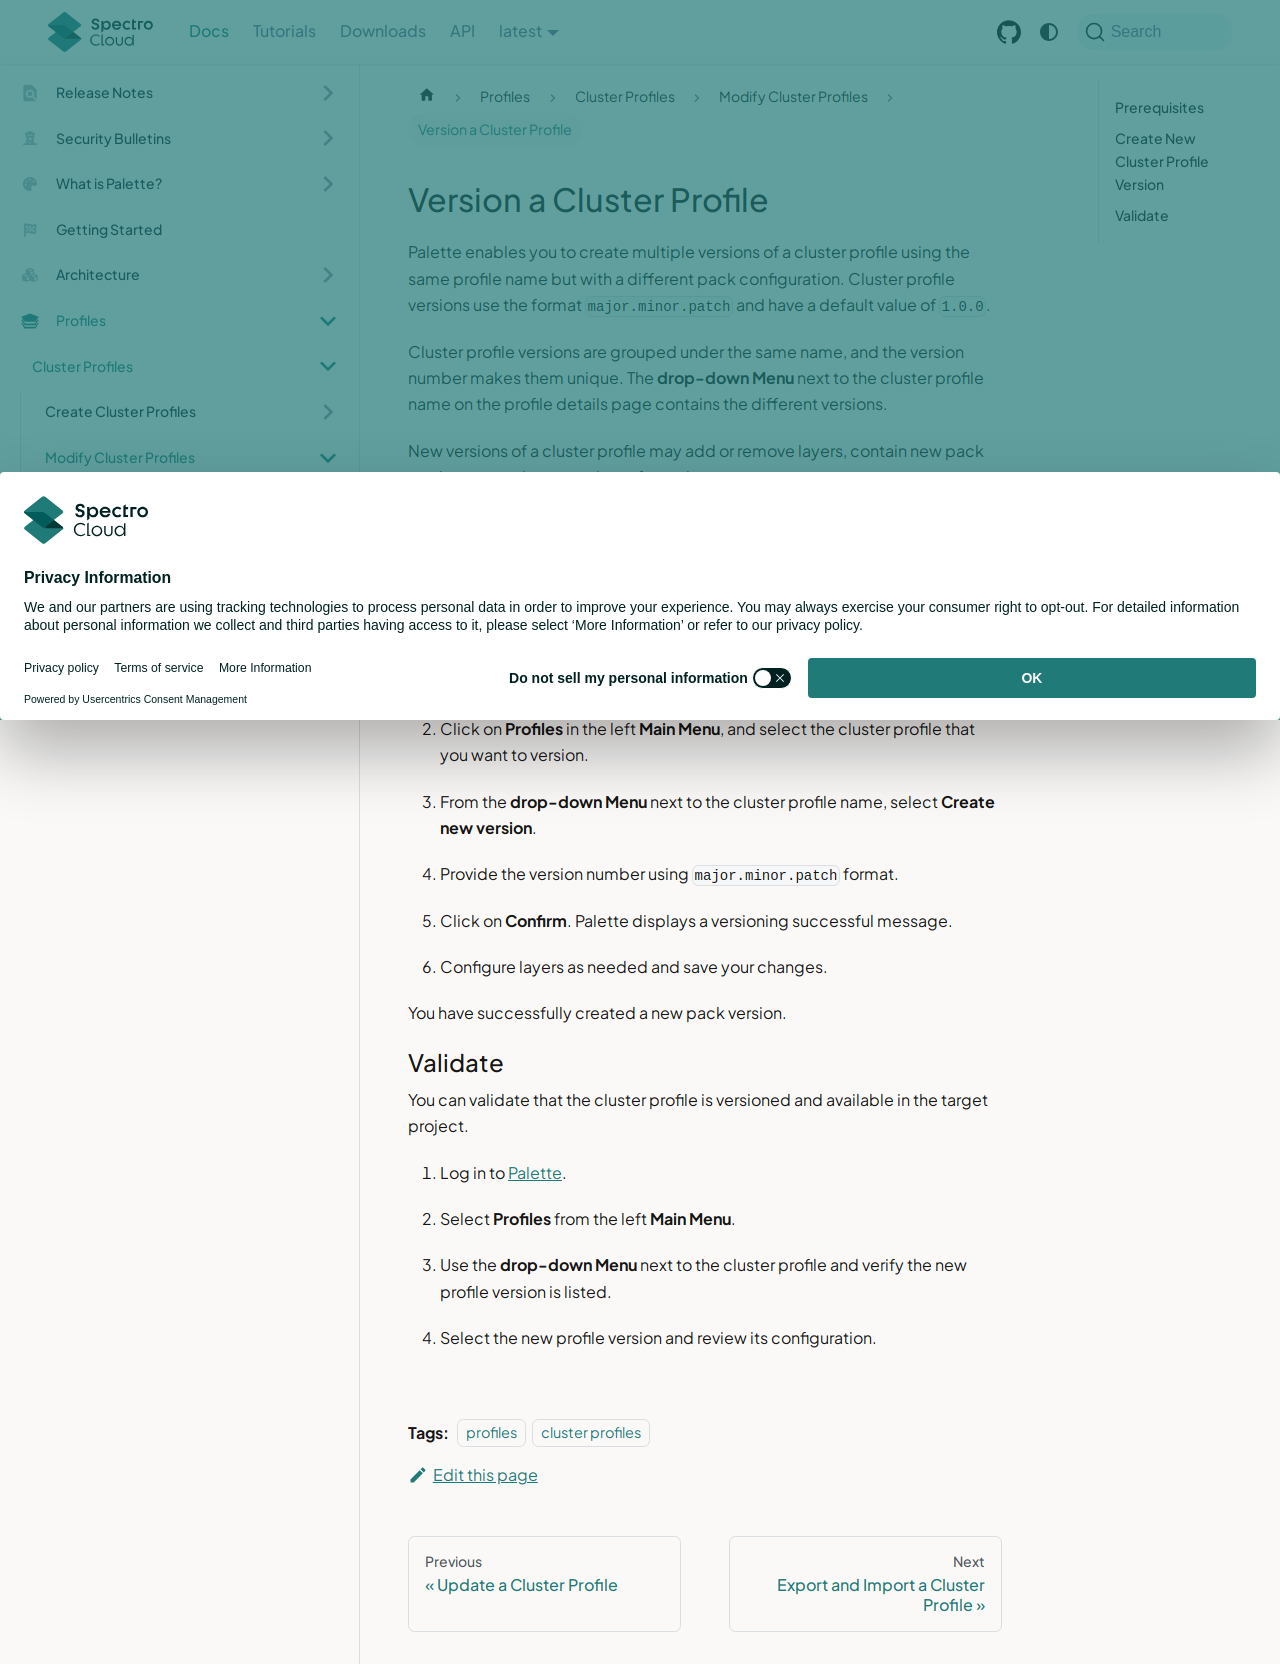 Spectro Cloud
Docs
Tutorials
Downloads
API
latest
Search
Release Notes
Security Bulletins
What is Palette?
Getting Started
Architecture
Profiles
Cluster Profiles
Create Cluster Profiles
Modify Cluster Profiles
Profiles
Cluster Profiles
Modify Cluster Profiles
Version a Cluster Profile
Prerequisites
Create New
Cluster Profile
Version
Validate
Version a Cluster Profile
Palette enables you to create multiple versions of a cluster profile using the
same profile name but with a different pack configuration. Cluster profile
versions use the format major.minor.patch and have a default value of 1.0.0.
Cluster profile versions are grouped under the same name, and the version
number makes them unique. The drop-down Menu next to the cluster profile
name on the profile details page contains the different versions.
New versions of a cluster profile may add or remove layers, contain new pack
Spectro
Cloud
Privacy Information
We and our partners are using tracking technologies to process personal data in order to improve your experience. You may always exercise your consumer right to opt-out. For detailed information
about personal information we collect and third parties having access to it, please select ‘More Information’ or refer to our privacy policy.
Privacy policy
Terms of service
More Information
Do not sell my personal information
OK
Powered by Usercentrics Consent Management
2. Click on Profiles in the left Main Menu, and select the cluster profile that
you want to version.
3. From the drop-down Menu next to the cluster profile name, select Create
new version.
4. Provide the version number using major.minor.patch format.
5. Click on Confirm. Palette displays a versioning successful message.
6. Configure layers as needed and save your changes.
You have successfully created a new pack version.
Validate
You can validate that the cluster profile is versioned and available in the target
project.
1. Log in to Palette.
2. Select Profiles from the left Main Menu.
3. Use the drop-down Menu next to the cluster profile and verify the new
profile version is listed.
4. Select the new profile version and review its configuration.
Tags: profiles cluster profiles
Edit this page
Previous
« Update a Cluster Profile
Next
Export and Import a Cluster
Profile »